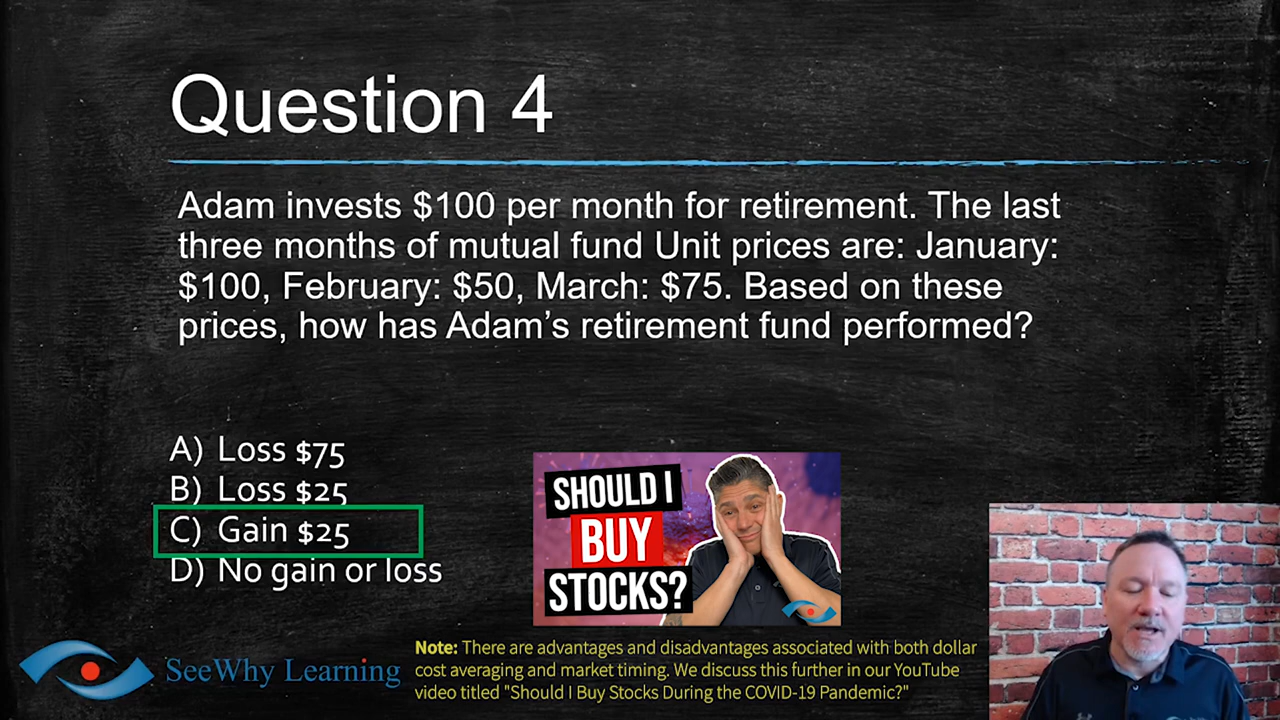 Question 4
Adam invests $100 per month for retirement. The last
three months of mutual fund Unit prices are: January:
$100, February: $50, March: $75. Based on these
prices, how has Adam’s retirement fund performed?
A) Loss $75
B) Loss $25
C) Gain $25
D) No gain or loss
SHOULD I
BUY
STOCKS?
SeeWhy Learning
Note: There are advantages and disadvantages associated with both dollar
cost averaging and market timing. We discuss this further in our YouTube
video titled "Should I Buy Stocks During the COVID-19 Pandemic?"